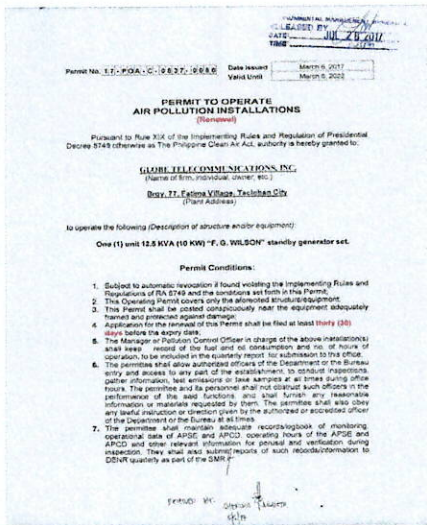 ENVIRONMENTAL MANAGEMENT
RELEASED BY
DATE JUL 20 2017
TIME
Permit No. 17-POA-C-0837-
Date Issued March 6, 2017
Valid Until March 6, 2022
PERMIT TO OPERATE
AIR POLLUTION INSTALLATIONS
(Renewal)
Pursuant to Rule XIX of the Implementing Rules and Regulation of Presidential
Decree 8749 otherwise as The Philippine Clean Air Act, authority is hereby granted to:
GLOBE TELECOMMUNICATIONS, INC.
(Name of firm, individual, owner, etc.)
Brgy. 77, Fatima Village, Tacloban City
(Plant Address)
to operate the following (Description of structure and/or equipment):
One (1) unit 12.5 KVA (10 KW) "F. G. WILSON" standby generator set.
Permit Conditions:
1. Subject to automatic revocation if found violating the Implementing Rules and
Regulations of RA 8749 and the conditions set forth in this Permit;
2. This Operating Permit covers only the aforecited structure/equipment;
3. This Permit shall be posted conspicuously near the equipment adequately
framed and protected against damage;
4. Application for the renewal of this Permit shall be filed at least thirty (30)
days before the expiry date;
5. The Manager or Pollution Control Officer in charge of the above installation(s)
shall keep record of the fuel and oil consumption and no. of hours of
operation, to be included in the quarterly report for submission to this office.
6. The permittee shall allow authorized officers of the Department or the Bureau
entry and access to any part of the establishment, to conduct inspections,
gather information, test emissions or take samples at all times during office
hours. The permittee and its personnel shall not obstruct such officers in the
performance of the said functions, and shall furnish any reasonable
information or materials requested by them. The permittee shall also obey
any lawful instruction or direction given by the authorized or accredited officer
of the Department or the Bureau at all times.
7. The permittee shall maintain adequate records/logbook of monitoring
operational data of APSE and APCD, operating hours of the APSE and
APCD and other relevant information for perusal and verification during
inspection. They shall also submit reports of such records/information to
DENR quarterly as part of the SMR